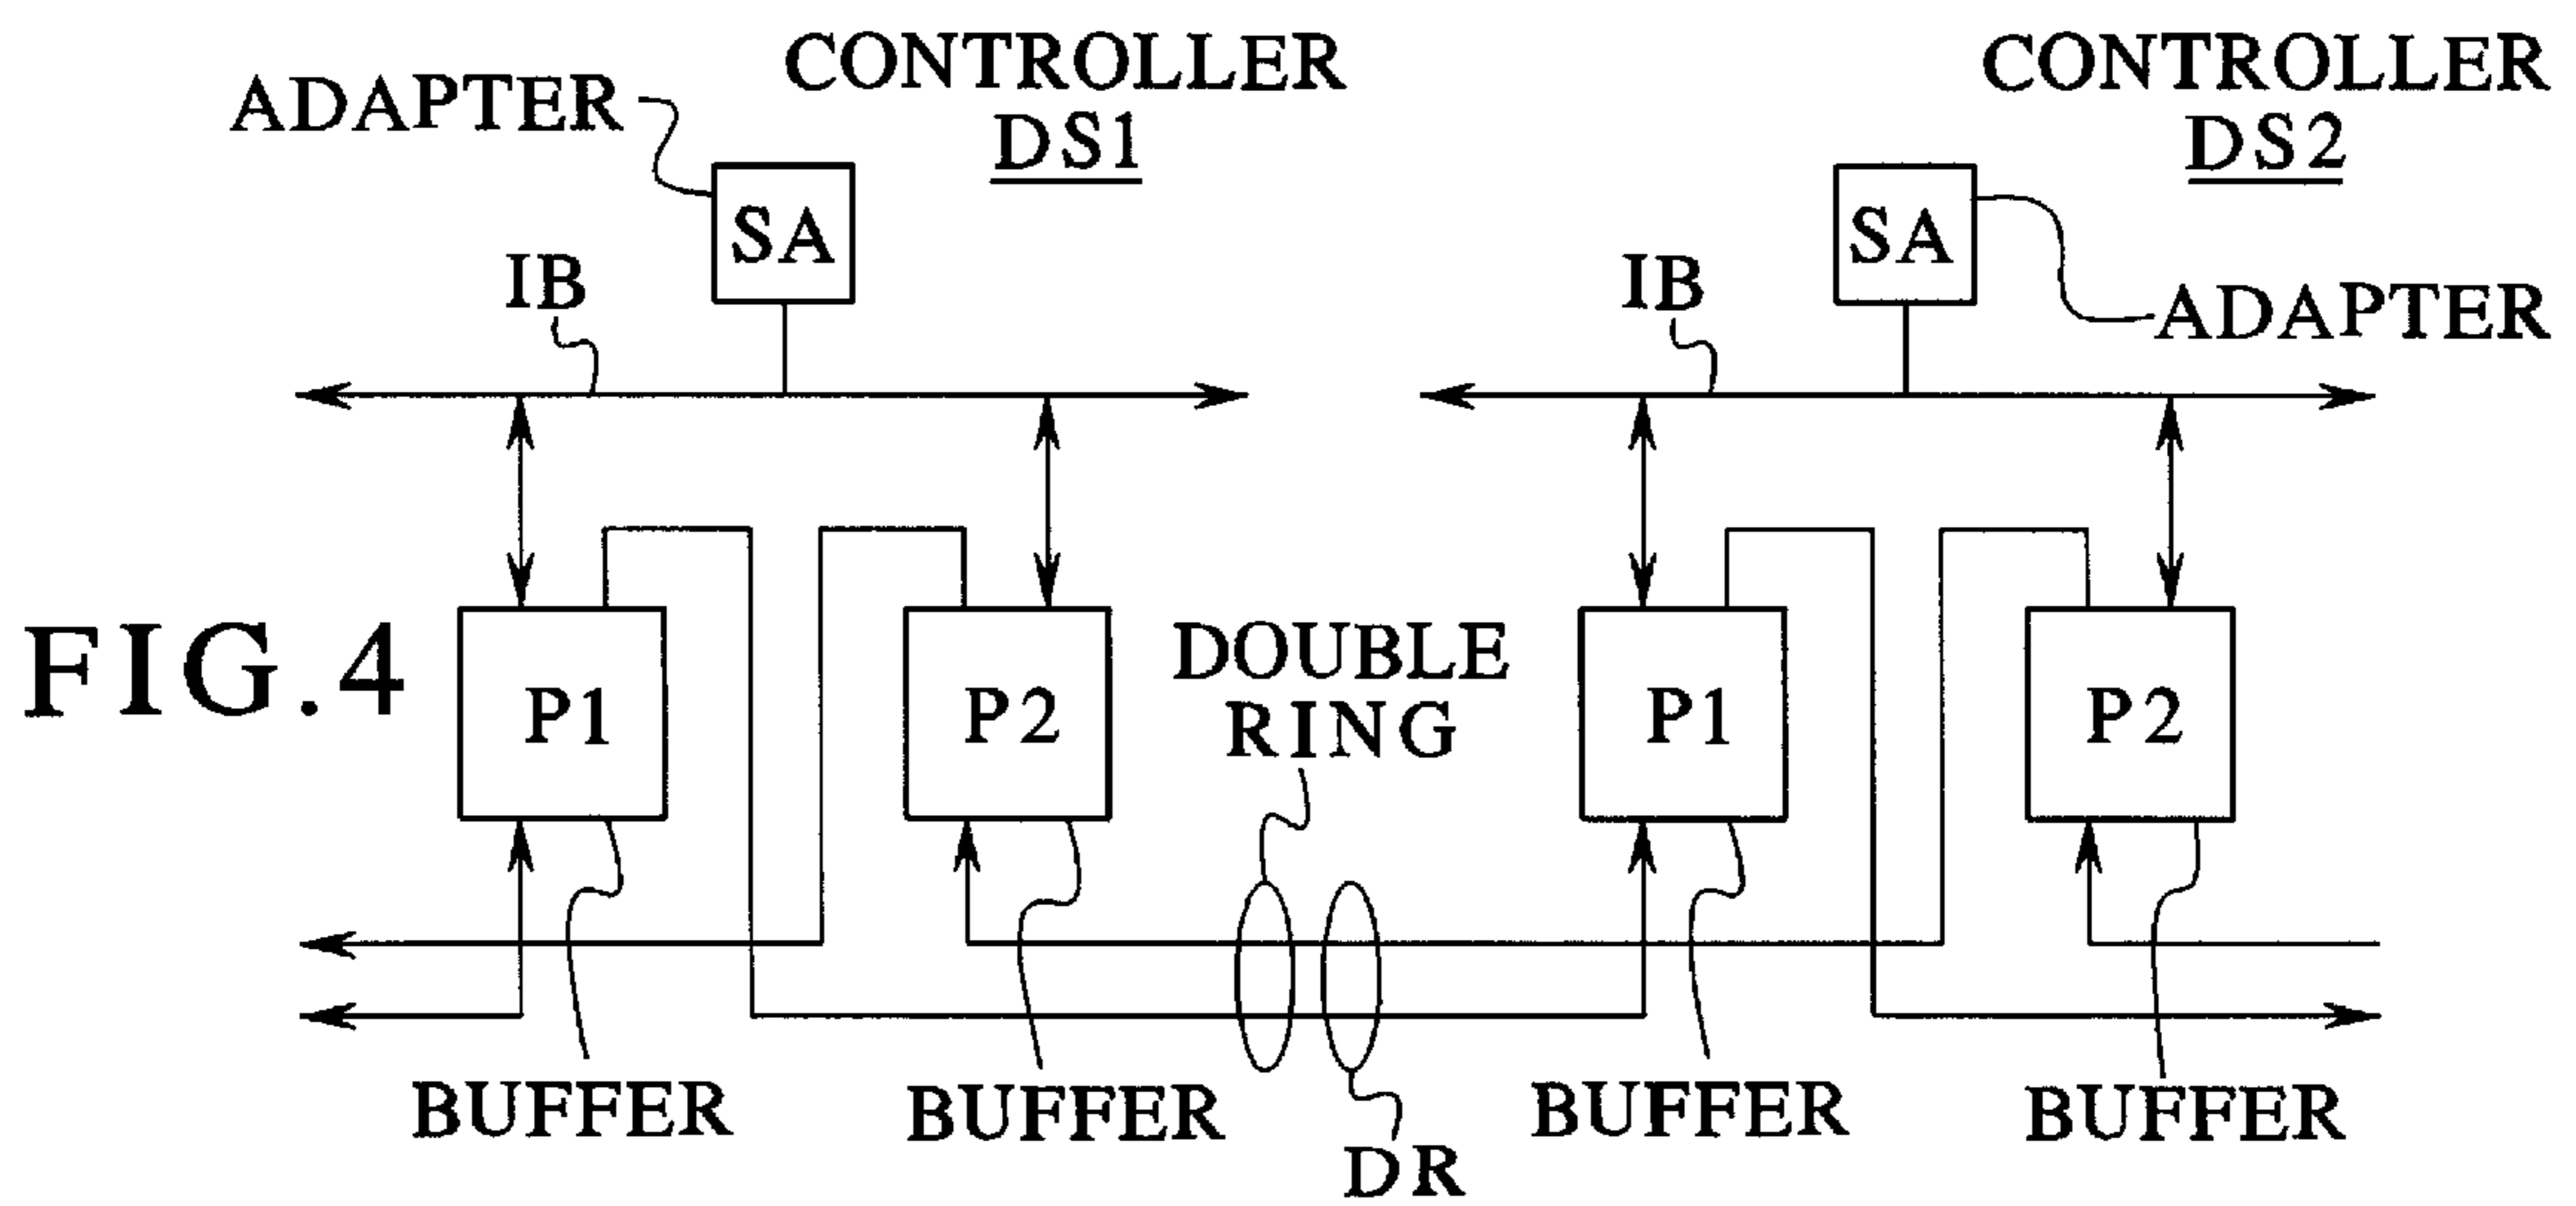 CONTROLLER
DS1
CONTROLLER
DS2
ADAPTER
SA
SA
IB
IB
ADAPTER
FIG.4
P1
P2
DOUBLE
RING
P1
P2
BUFFER
BUFFER
BUFFER
BUFFER
DR